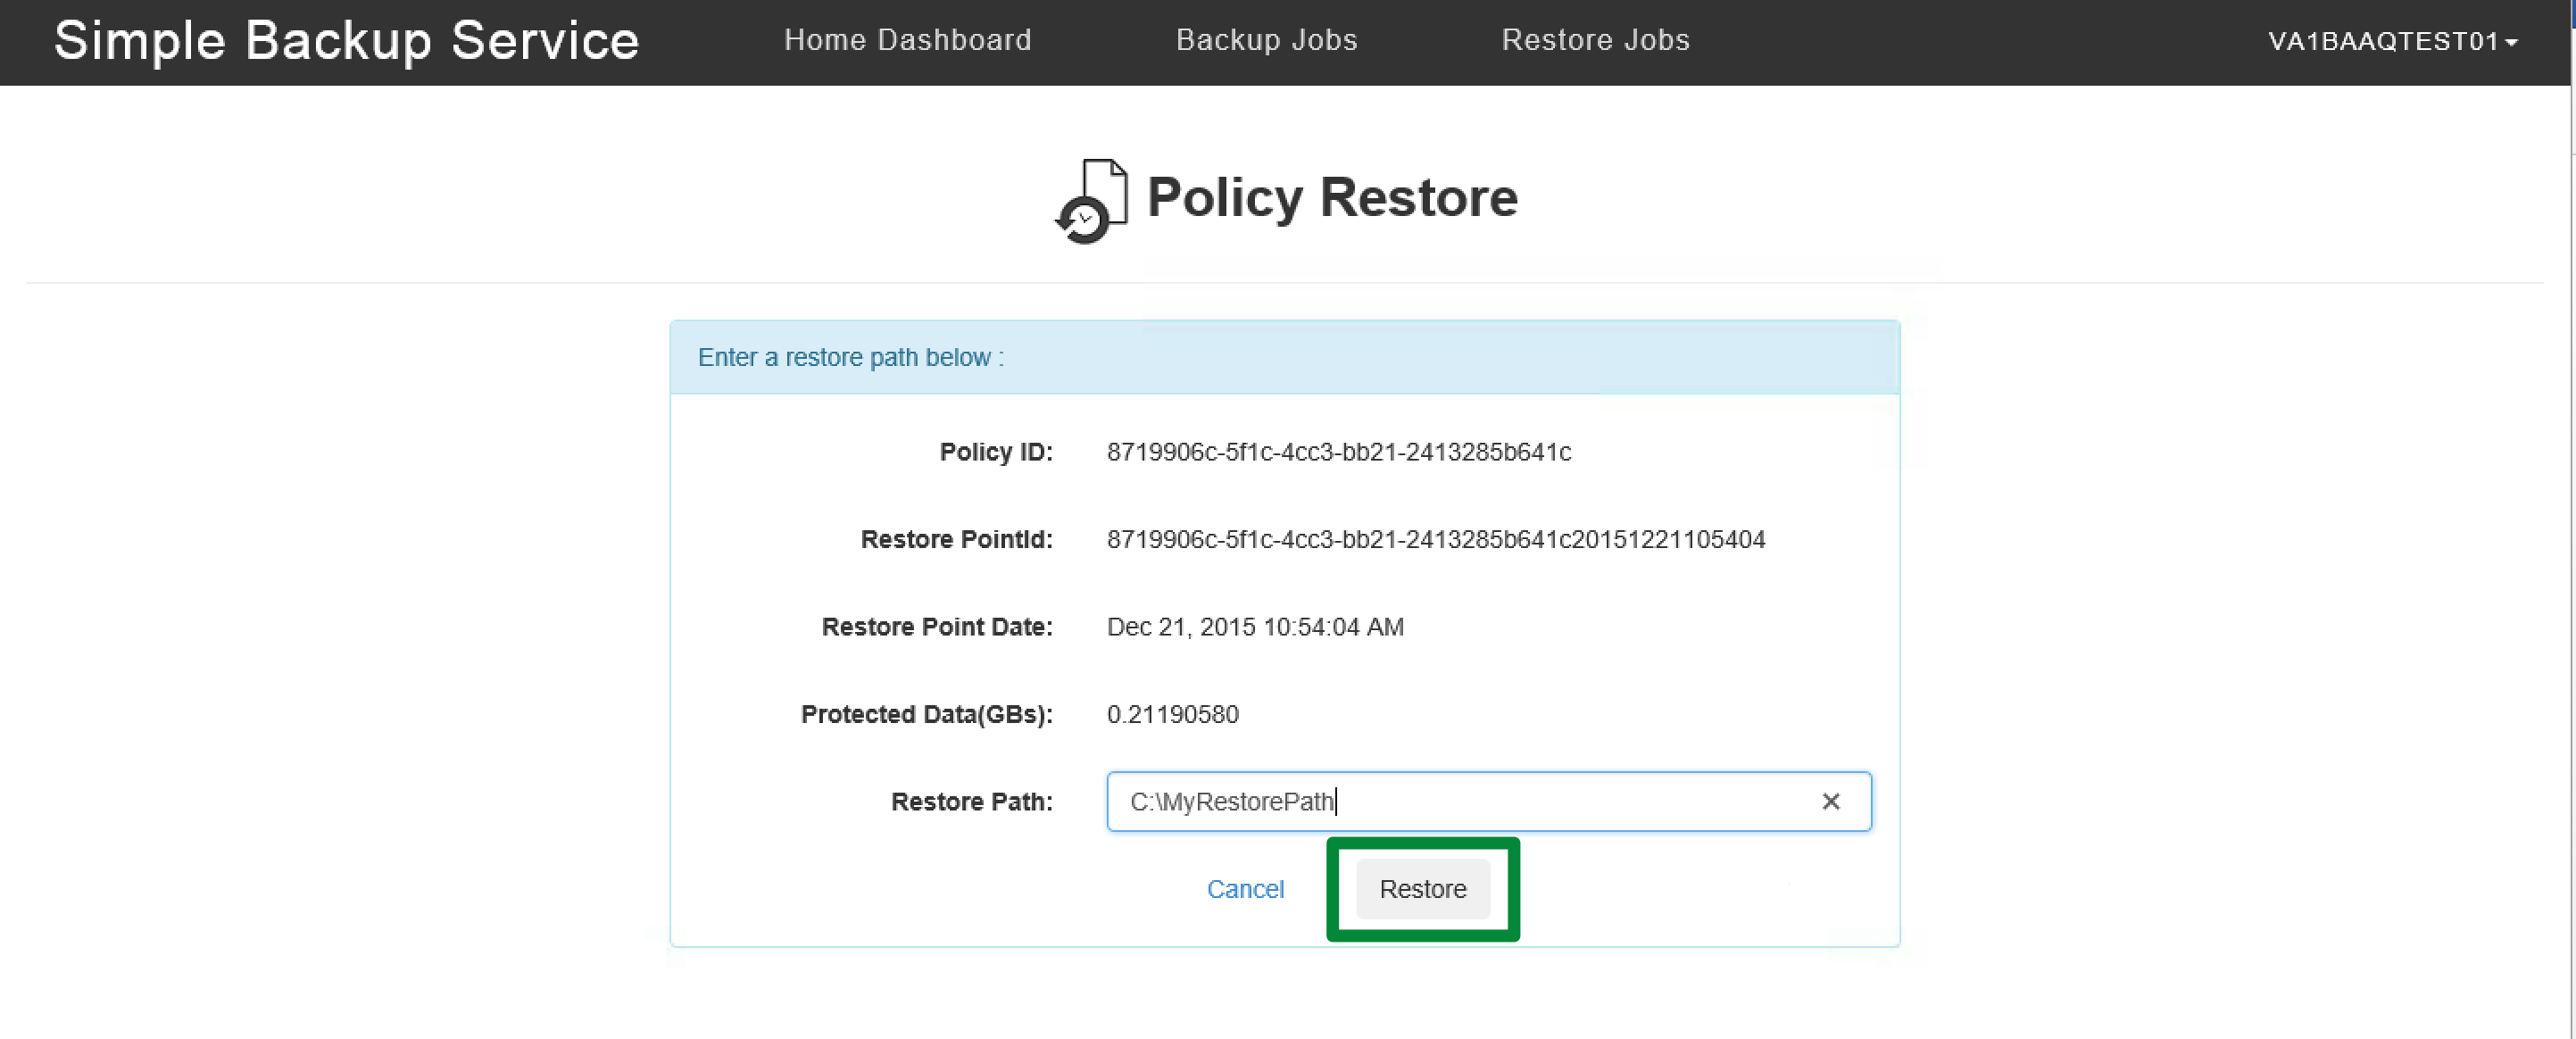 Simple Backup Service Home Dashboard Backup Jobs Restore Jobs VA1BAAQTEST01
Policy Restore
Enter a restore path below :
Policy ID: 8719906c-5f1c-4cc3-bb21-2413285b641c
Restore PointId: 8719906c-5f1c-4cc3-bb21-2413285b641c20151221105404
Restore Point Date: Dec 21, 2015 10:54:04 AM
Protected Data(GBs): 0.21190580
Restore Path: C:\MyRestorePath
Cancel Restore